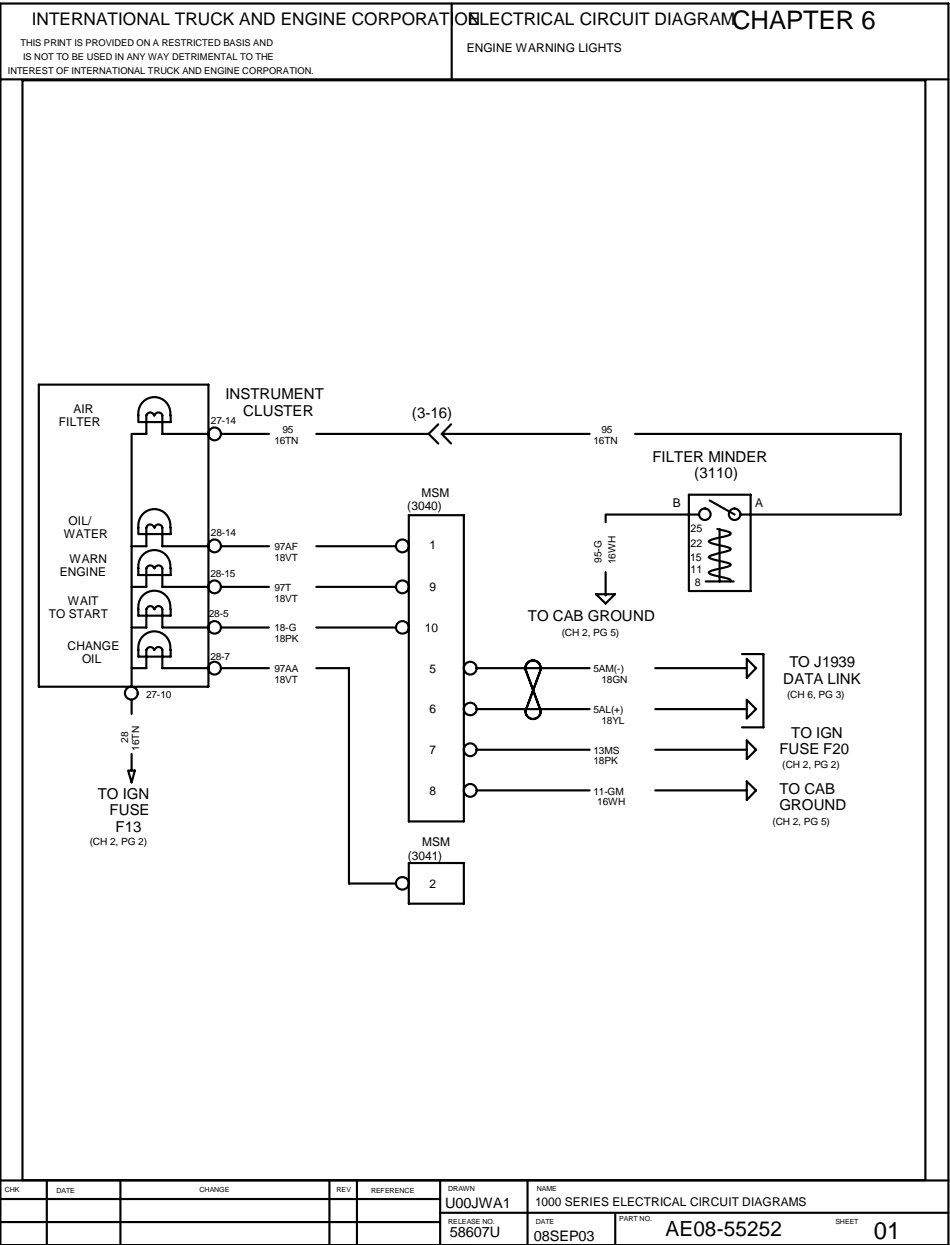 INTERNATIONAL TRUCK AND ENGINE CORPORATION
THIS PRINT IS PROVIDED ON A RESTRICTED BASIS AND
IS NOT TO BE USED IN ANY WAY DETRIMENTAL TO THE
INTEREST OF INTERNATIONAL TRUCK AND ENGINE CORPORATION.
ELECTRICAL CIRCUIT DIAGRAM
CHAPTER 6
ENGINE WARNING LIGHTS
AIR
FILTER
INSTRUMENT
CLUSTER
27-14
95
16TN
(3-16)
95
16TN
FILTER MINDER
(3110)
B
A
25
22
15
11
8
95-G
16WH
TO CAB GROUND
(CH 2, PG 5)
MSM
(3040)
OIL/
WATER
28-14
97AF
18VT
1
WARN
ENGINE
28-15
97T
18VT
9
WAIT
TO START
28-5
18-G
18PK
10
CHANGE
OIL
28-7
97AA
18VT
27-10
28
16TN
TO IGN
FUSE
F13
(CH 2, PG 2)
5
5AM(-)
18GN
6
5AL(+)
18YL
TO J1939
DATA LINK
(CH 6, PG 3)
7
13MS
18PK
TO IGN
FUSE F20
(CH 2, PG 2)
8
11-GM
16WH
TO CAB
GROUND
(CH 2, PG 5)
MSM
(3041)
2
CHK
DATE
CHANGE
REV
REFERENCE
DRAWN
U00JWA1
NAME
1000 SERIES ELECTRICAL CIRCUIT DIAGRAMS
RELEASE NO.
58607U
DATE
08SEP03
PART NO.
AE08-55252
SHEET
01